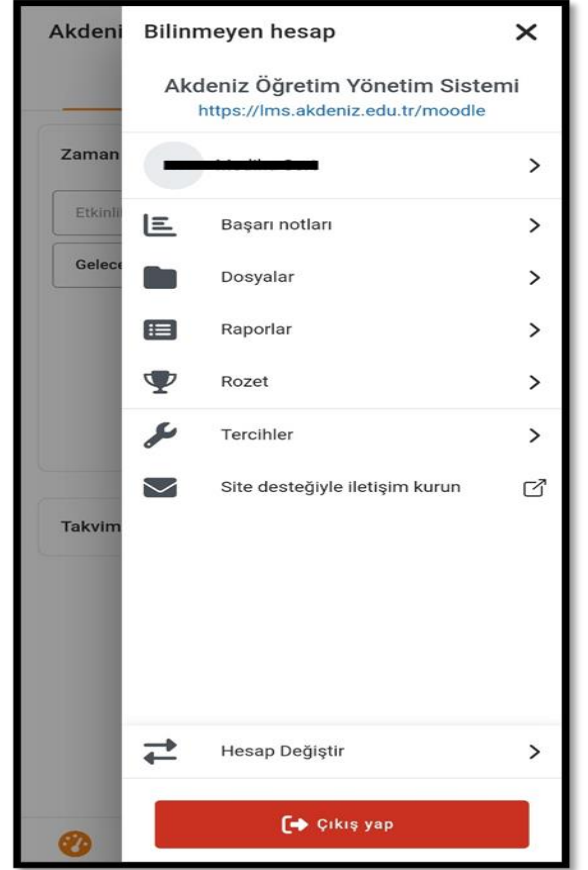 Akdeni
Bilinmeyen hesap
Akdeniz Öğretim Yönetim Sistemi
https://lms.akdeniz.edu.tr/moodle
Zaman
Etkinli
Başarı notları
Gelece
Dosyalar
Raporlar
Rozet
Tercihler
Site desteğiyle iletişim kurun
Takvim
Hesap Değiştir
Çıkış yap